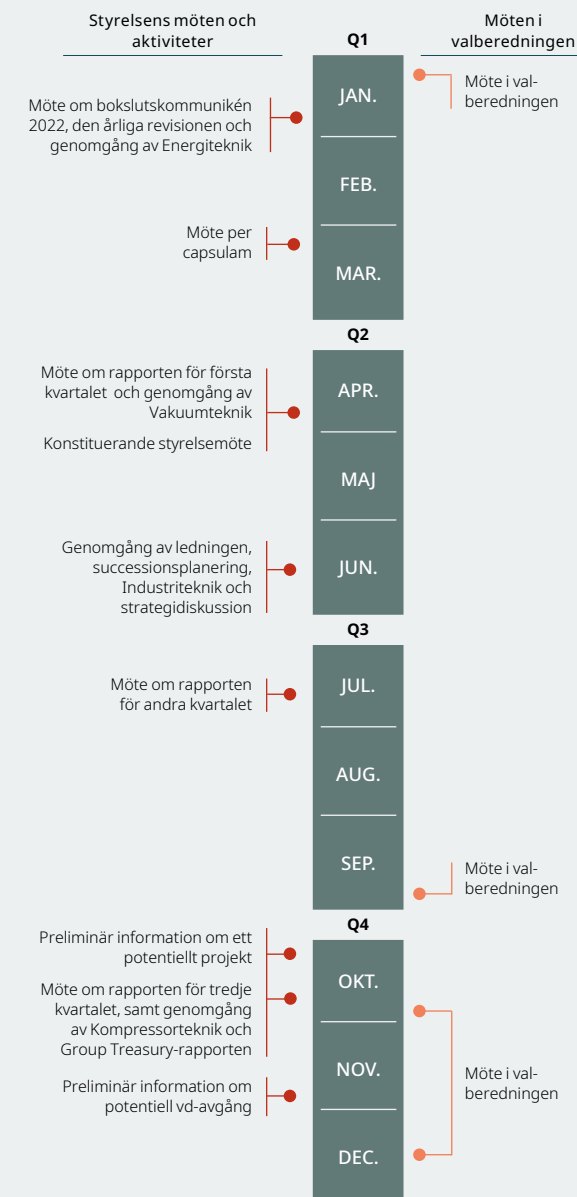 Styrelsens möten och
aktiviteter
Möten i
valberedningen
Q1
JAN.
Möte i val-
beredningen
Möte om bokslutskommunikén
2022, den årliga revisionen och
genomgång av Energiteknik
FEB.
Möte per
capsulam
MAR.
Q2
Möte om rapporten för första
kvartalet och genomgång av
Vakuumteknik
Konstituerande styrelsemöte
APR.
MAJ
Genomgång av ledningen,
successionsplanering,
Industriteknik och
strategidiskussion
JUN.
Q3
Möte om rapporten
för andra kvartalet
JUL.
AUG.
SEP.
Möte i val-
beredningen
Q4
Preliminär information om ett
potentiellt projekt
OKT.
Möte om rapporten för tredje
kvartalet, samt genomgång
av Kompressorteknik och
Group Treasury-rapporten
NOV.
Möte i val-
beredningen
Preliminär information om
potentiell vd-avgång
DEC.